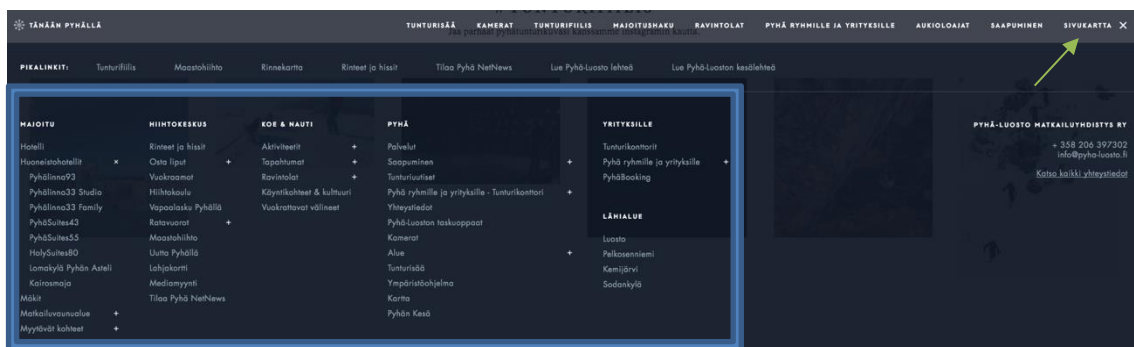 #TUNTURIFIILIS
Jaa parhaat pyhätunturikuvasi kanssamme instagramin kautta.
TÄNÄÄN PYHÄLLÄ
TUNTURISÄÄ KAMERAT TUNTURIFIILIS MAJOITUSHAKU RAVINTOLAT PYHÄ RYHMILLE JA YRITYKSILLE AUKIOLOAJAT SAAPUMINEN SIVUKARTTA ×
PIKALINKIT: Tunturifiilis Maastohiihto Rinnekartta Rinteet ja hissit Tilaa Pyhä NetNews Lue Pyhä-Luosto lehteä Lue Pyhä-Luoston kesälehteä
MAJOITU
Hotelli
Huoneistohotellit ×
Pyhälinna93
Pyhälinna33 Studio
Pyhälinna33 Family
PyhäSuites43
PyhäSuites55
HolySuites80
Lomakylä Pyhän Asteli
Kairosmaja
Mökit
Matkailuvaunualue +
Myytävät kohteet +
HIIHTOKESKUS
Rinteet ja hissit
Osta liput +
Vuokraamot
Hiihtokoulu
Vapaalasku Pyhällä
Ratavuorot +
Maastohiihto
Uutta Pyhällä
Lahjakortti
Mediamyynti
Tilaa Pyhä NetNews
KOE & NAUTI
Aktiviteetit +
Tapahtumat +
Ravintolat +
Käyntikohteet & kulttuuri
Vuokrattavat välineet
PYHÄ
Palvelut
Saapuminen +
Tunturiuutiset
Pyhä ryhmille ja yrityksille - Tunturikonttori +
Yhteystiedot
Pyhä-Luoston taskuoppaat
Kamerat
Alue +
Tunturisää
Ympäristöohjelma
Kartta
Pyhän Kesä
YRITYKSILLE
Tunturikonttorit
Pyhä ryhmille ja yrityksille +
PyhäBooking
LÄHIALUE
Luosto
Pelkosenniemi
Kemijärvi
Sodankylä
PYHÄ-LUOSTO MATKAILUYHDISTYS RY
+ 358 206 397302
info@pyha-luosto.fi
Katso kaikki yhteystiedot